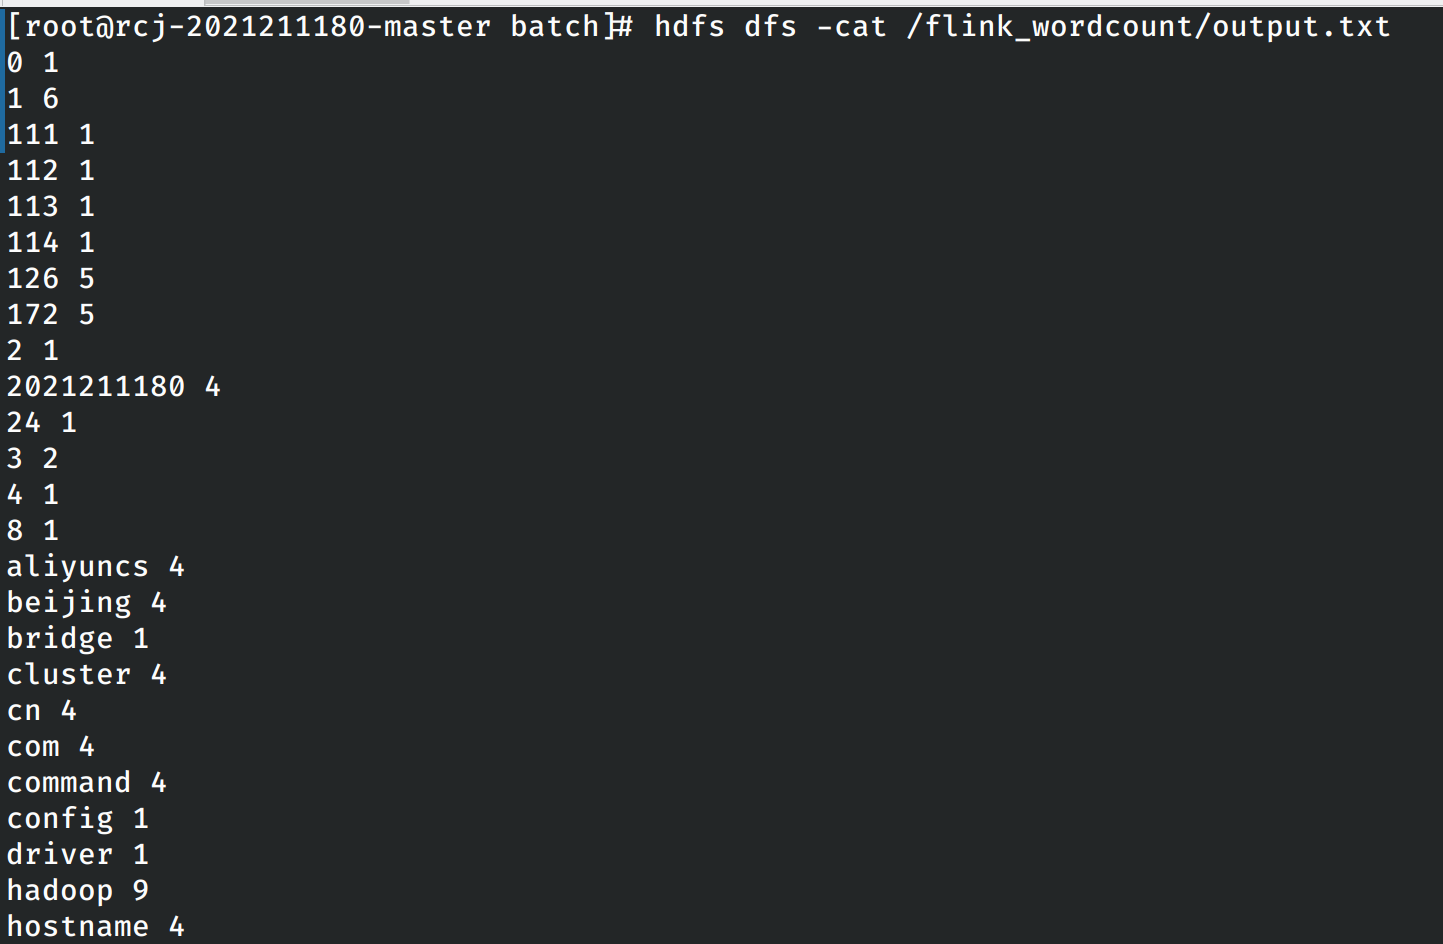 [root@rcj-2021211180-master batch]# hdfs dfs -cat /flink_wordcount/output.txt
0 1
1 6
111 1
112 1
113 1
114 1
126 5
172 5
2 1
2021211180 4
24 1
3 2
4 1
8 1
aliyuncs 4
beijing 4
bridge 1
cluster 4
cn 4
com 4
command 4
config 1
driver 1
hadoop 9
hostname 4